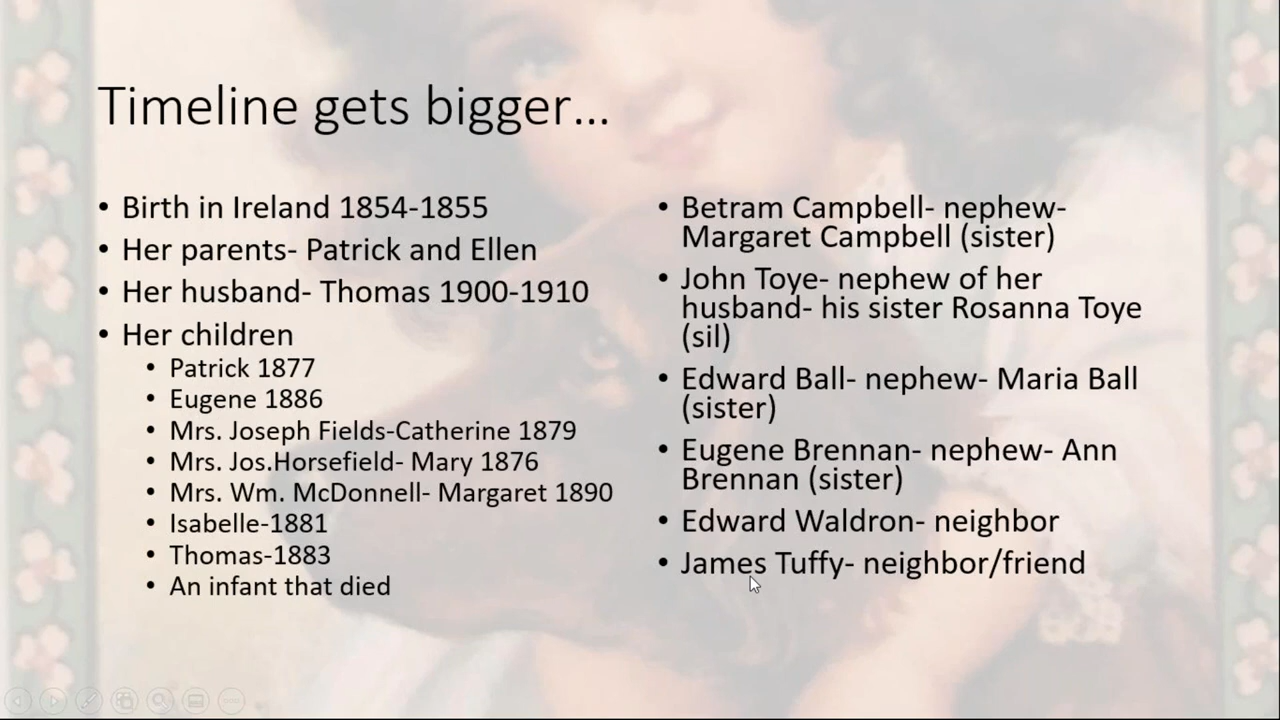 Timeline gets bigger...
• Birth in Ireland 1854-1855
• Her parents- Patrick and Ellen
• Her husband- Thomas 1900-1910
• Her children
• Patrick 1877
• Eugene 1886
• Mrs. Joseph Fields-Catherine 1879
• Mrs. Jos.Horsefield- Mary 1876
• Mrs. Wm. McDonnell- Margaret 1890
• Isabelle-1881
• Thomas-1883
• An infant that died
• Betram Campbell- nephew-
Margaret Campbell (sister)
• John Toye- nephew of her
husband- his sister Rosanna Toye
(sil)
• Edward Ball- nephew- Maria Ball
(sister)
• Eugene Brennan- nephew- Ann
Brennan (sister)
• Edward Waldron- neighbor
• James Tuffy- neighbor/friend